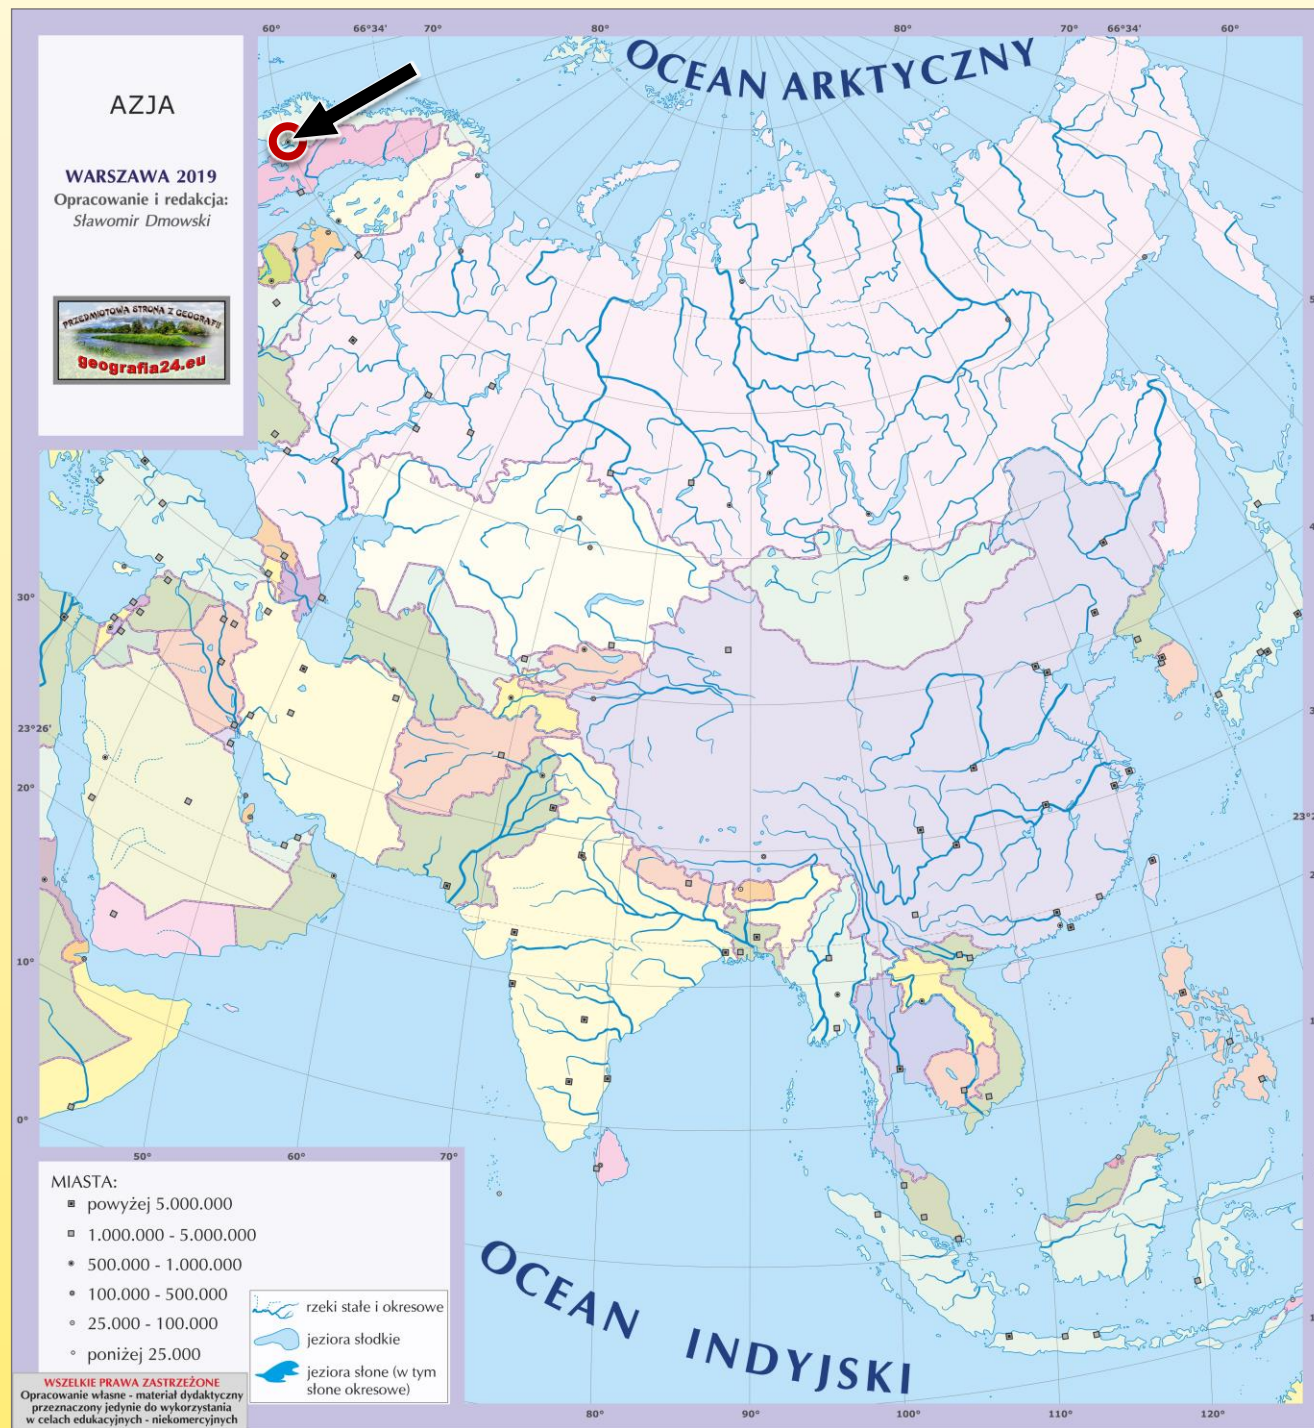 60° 66°34' 70° 80° 80° 70° 66°34' 60°
AZJA
WARSZAWA 2019
Opracowanie i redakcja:
Sławomir Dmowski
PRZEDMIOTOWA STRONA Z GEOGRAFII
geografia24.eu
OCEAN ARKTYCZNY
30°
23°26'
20°
10°
0°
50° 60° 70°
OCEAN INDYJSKI
MIASTA:
powyżej 5.000.000
1.000.000 - 5.000.000
500.000 - 1.000.000
100.000 - 500.000
25.000 - 100.000
poniżej 25.000
rzeki stałe i okresowe
jeziora słodkie
jeziora słone (w tym
słone okresowe)
WSZELKIE PRAWA ZASTRZEŻONE
Opracowanie własne - materiał dydaktyczny
przeznaczony jedynie do wykorzystania
w celach edukacyjnych - niekomercyjnych
80° 90° 100° 110° 120°